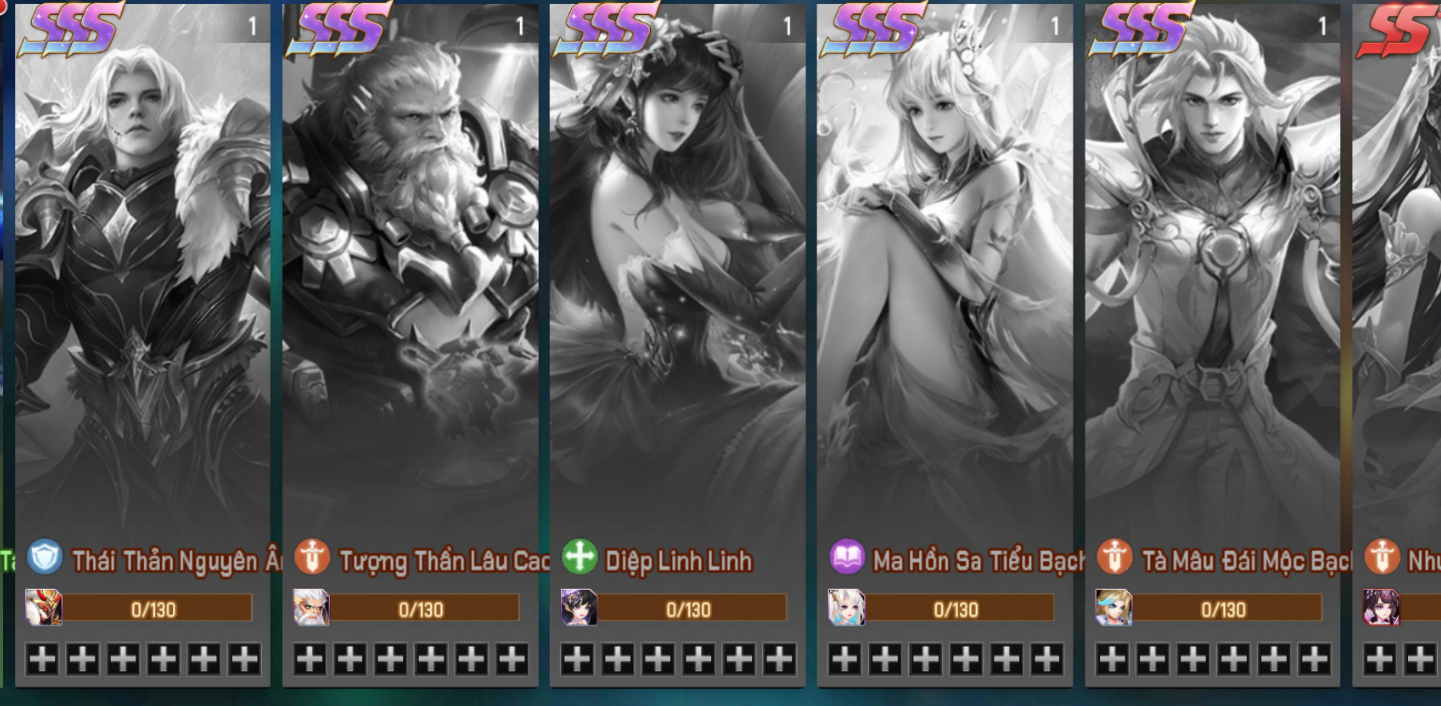 SSS
1
SSS
1
SSS
1
SSS
1
SSS
1
SS
Thái Thản Nguyên Â
Tượng Thần Lâu Cao
Diệp Linh Linh
Ma Hồn Sa Tiểu Bạch
Tà Mâu Đái Mộc Bạc
Như
0/130
0/130
0/130
0/130
0/130